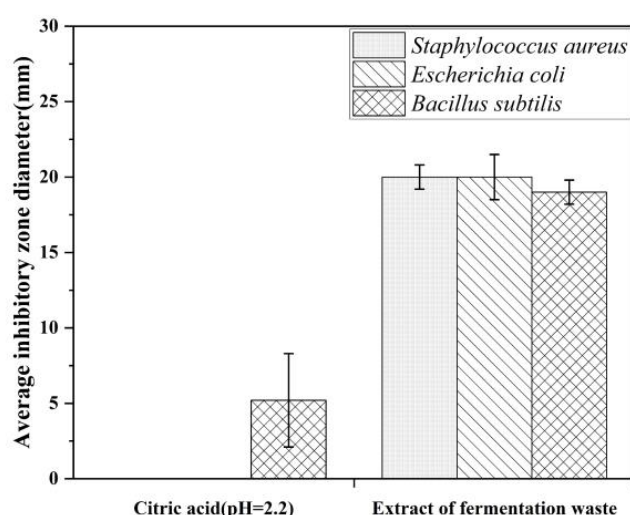 30
25
20
15
10
5
0
Average inhibitory zone diameter(mm)
Staphylococcus aureus
Escherichia coli
Bacillus subtilis
Citric acid(pH=2.2)
Extract of fermentation waste